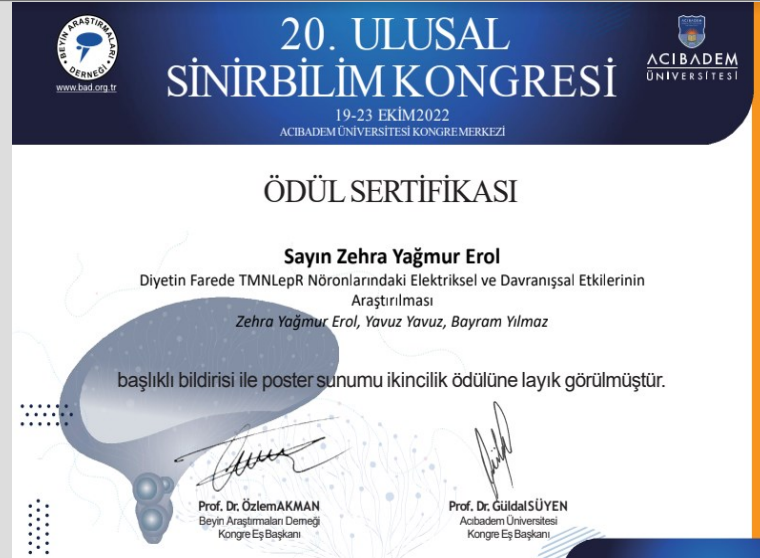 BEYİN ARAŞTIRMALARI DERNEĞİ
www.bad.org.tr
20. ULUSAL
SİNİRBİLİM KONGRESİ
19-23 EKİM2022
ACIBADEM ÜNİVERSİTESİ KONGRE MERKEZİ
ACIBADEM
ÜNİVERSİTESİ
ÖDÜL SERTİFİKASI
Sayın Zehra Yağmur Erol
Diyetin Farede TMNLepR Nöronlarındaki Elektriksel ve Davranışsal Etkilerinin
Araştırılması
Zehra Yağmur Erol, Yavuz Yavuz, Bayram Yılmaz
başlıklı bildirisi ile poster sunumu ikincilik ödülüne layık görülmüştür.
Prof. Dr. Özlem AKMAN
Beyin Araştırmaları Derneği
Kongre Eş Başkanı
Prof. Dr. Güldal SÜYEN
Acıbadem Üniversitesi
Kongre Eş Başkanı